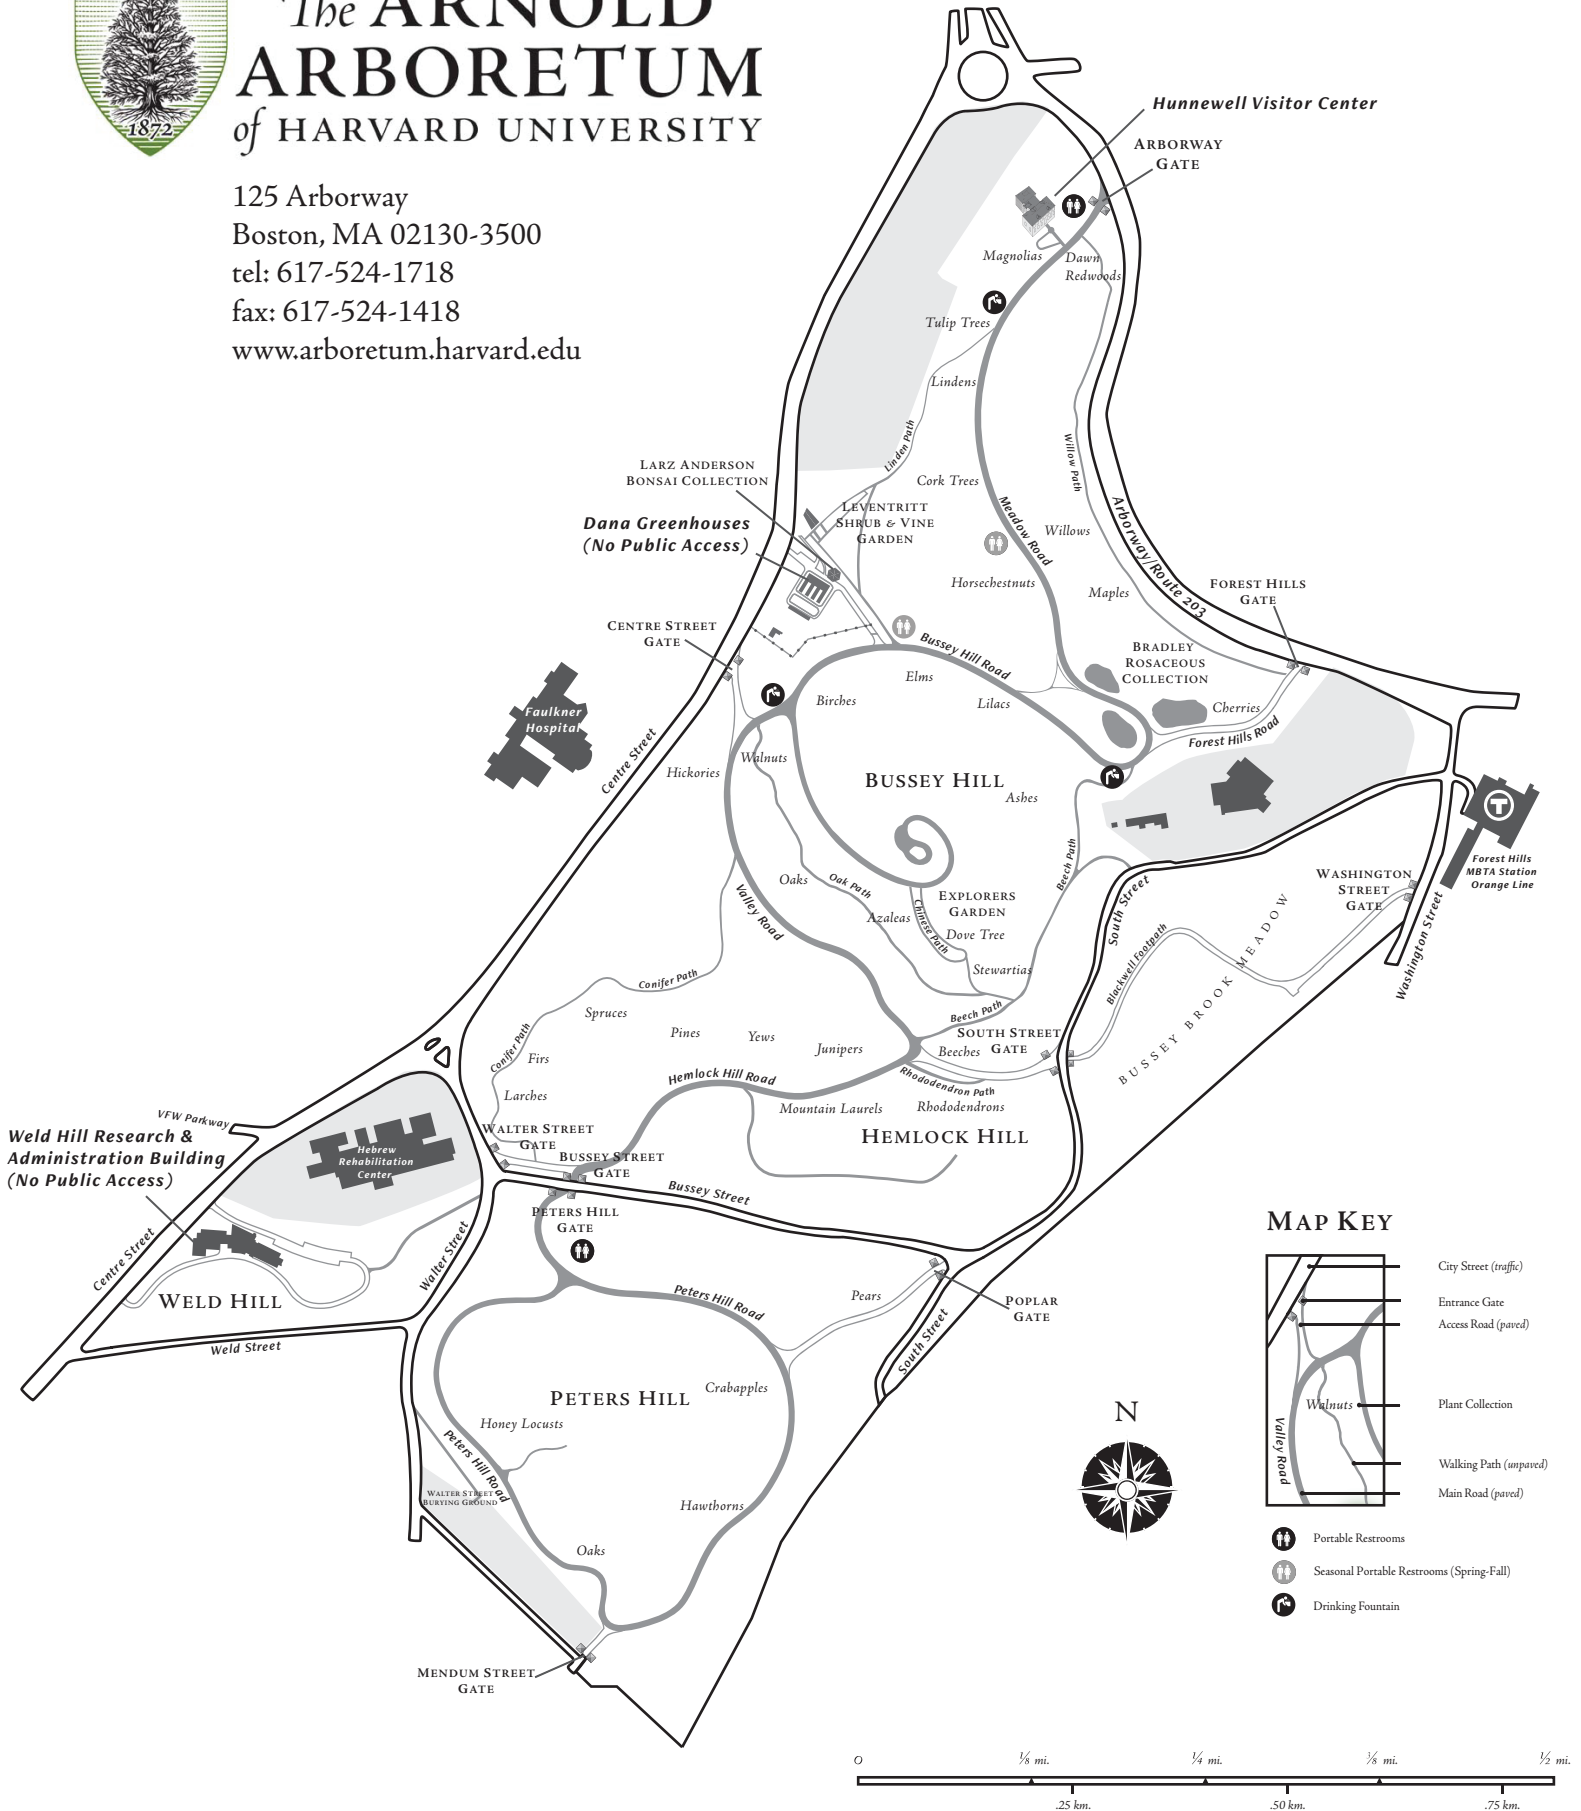 The ARNOLD
ARBORETUM
of HARVARD UNIVERSITY
1872
125 Arborway
Boston, MA 02130-3500
tel: 617-524-1718
fax: 617-524-1418
www.arboretum.harvard.edu
Hunnewell Visitor Center
ARBORWAY
GATE
Magnolias
Dawn
Redwoods
Tulip Trees
Lindens
Linden Path
Willow Path
LARZ ANDERSON
BONSAI COLLECTION
Cork Trees
LEVENTRITT
SHRUB & VINE
GARDEN
Meadow Road
Arborway/Route 203
Dana Greenhouses
(No Public Access)
Willows
Horsechestnuts
Maples
FOREST HILLS
GATE
CENTRE STREET
GATE
Bussey Hill Road
BRADLEY
ROSACEOUS
COLLECTION
Elms
Birches
Lilacs
Cherries
Forest Hills Road
Faulkner
Hospital
Centre Street
Walnuts
Hickories
BUSSEY HILL
Ashes
Beech Path
Forest Hills
MBTA Station
Orange Line
WASHINGTON
STREET
GATE
Washington Street
Oaks
Oak Path
Valley Road
Azaleas
Chinese Path
EXPLORERS
GARDEN
Dove Tree
Stewartias
South Street
Blackwell Footpath
BUSSEY BROOK MEADOW
Conifer Path
Spruces
Beech Path
Pines
Yews
Junipers
SOUTH STREET
GATE
Beeches
Conifer Path
Firs
Larches
Hemlock Hill Road
Rhododendron Path
Mountain Laurels
Rhododendrons
HEMLOCK HILL
VFW Parkway
Weld Hill Research &
Administration Building
(No Public Access)
Hebrew
Rehabilitation
Center
WALTER STREET
GATE
BUSSEY STREET
GATE
Bussey Street
PETERS HILL
GATE
Centre Street
Walter Street
WELD HILL
Weld Street
Peters Hill Road
Pears
POPLAR
GATE
South Street
PETERS HILL
Crabapples
Honey Locusts
Peters Hill Road
WALTER STREET
BURYING GROUND
Hawthorns
Oaks
MENDUM STREET
GATE
N
MAP KEY
City Street (traffic)
Entrance Gate
Access Road (paved)
Walnuts
Plant Collection
Valley Road
Walking Path (unpaved)
Main Road (paved)
Portable Restrooms
Seasonal Portable Restrooms (Spring-Fall)
Drinking Fountain
0 1/8 mi. 1/4 mi. 3/8 mi. 1/2 mi.
.25 km. .50 km. .75 km.
T